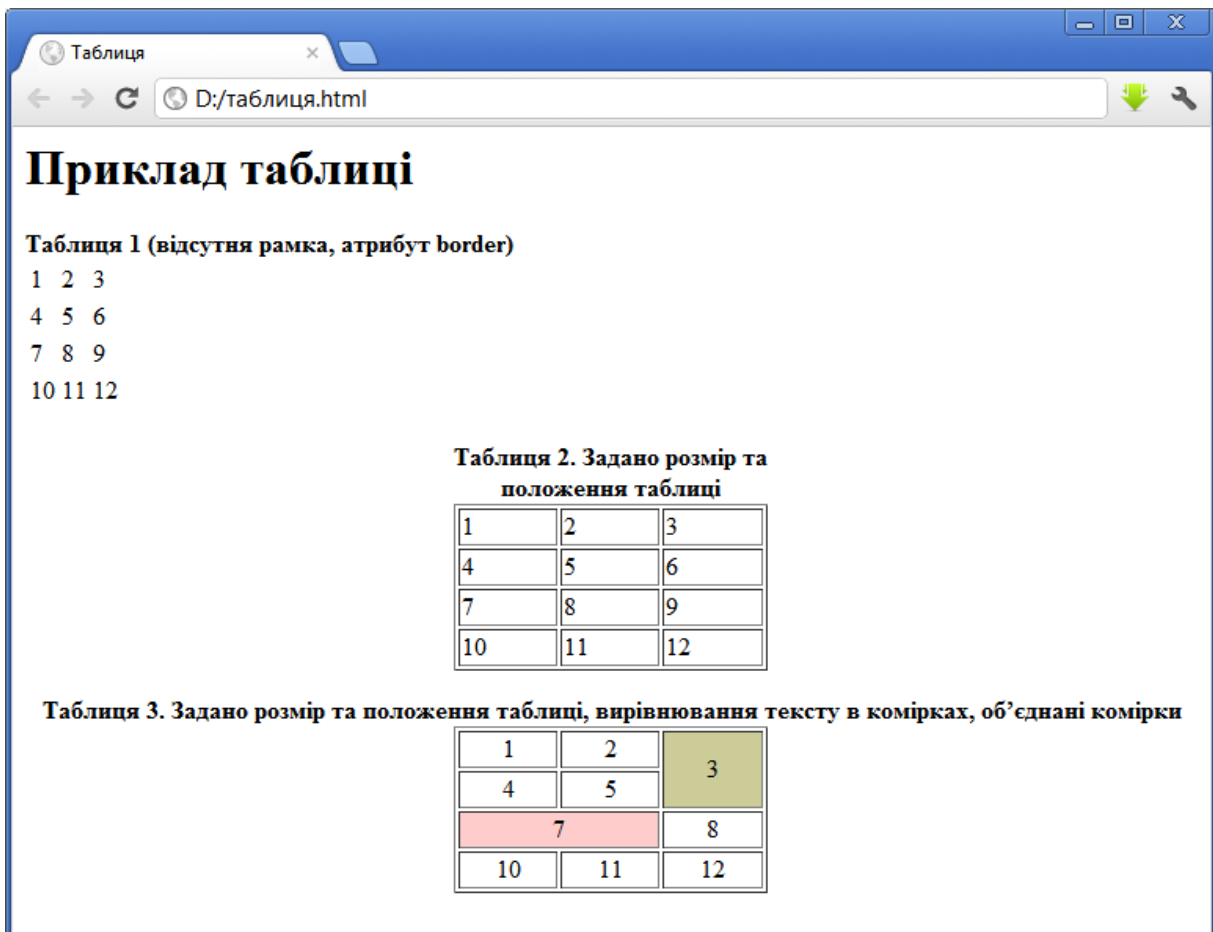 Таблиця
D:/таблиця.html
Приклад таблиці
Таблиця 1 (відсутня рамка, атрибут border)
1 2 3
4 5 6
7 8 9
10 11 12
Таблиця 2. Задано розмір та
положення таблиці
1 2 3
4 5 6
7 8 9
10 11 12
Таблиця 3. Задано розмір та положення таблиці, вирівнювання тексту в комірках, об’єднані комірки
1 2 3
4 5
7 8
10 11 12